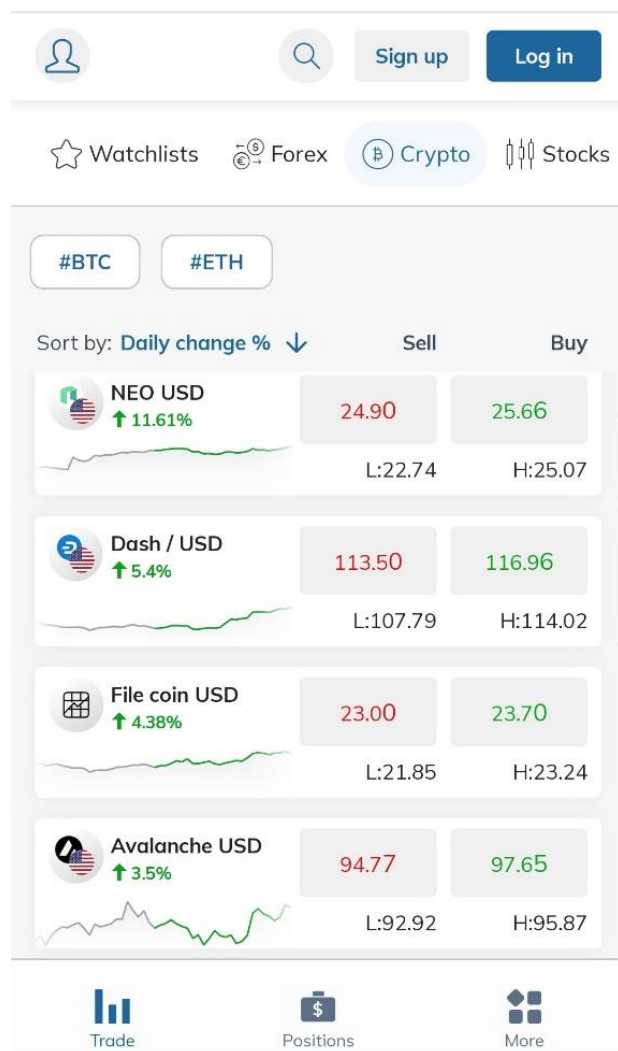 Sign up Log in
Watchlists Forex Crypto Stocks
#BTC #ETH
Sort by: Daily change % ↓ Sell Buy
NEO USD
↑ 11.61%
24.90 25.66
L:22.74 H:25.07
Dash / USD
↑ 5.4%
113.50 116.96
L:107.79 H:114.02
File coin USD
↑ 4.38%
23.00 23.70
L:21.85 H:23.24
Avalanche USD
↑ 3.5%
94.77 97.65
L:92.92 H:95.87
Trade Positions More